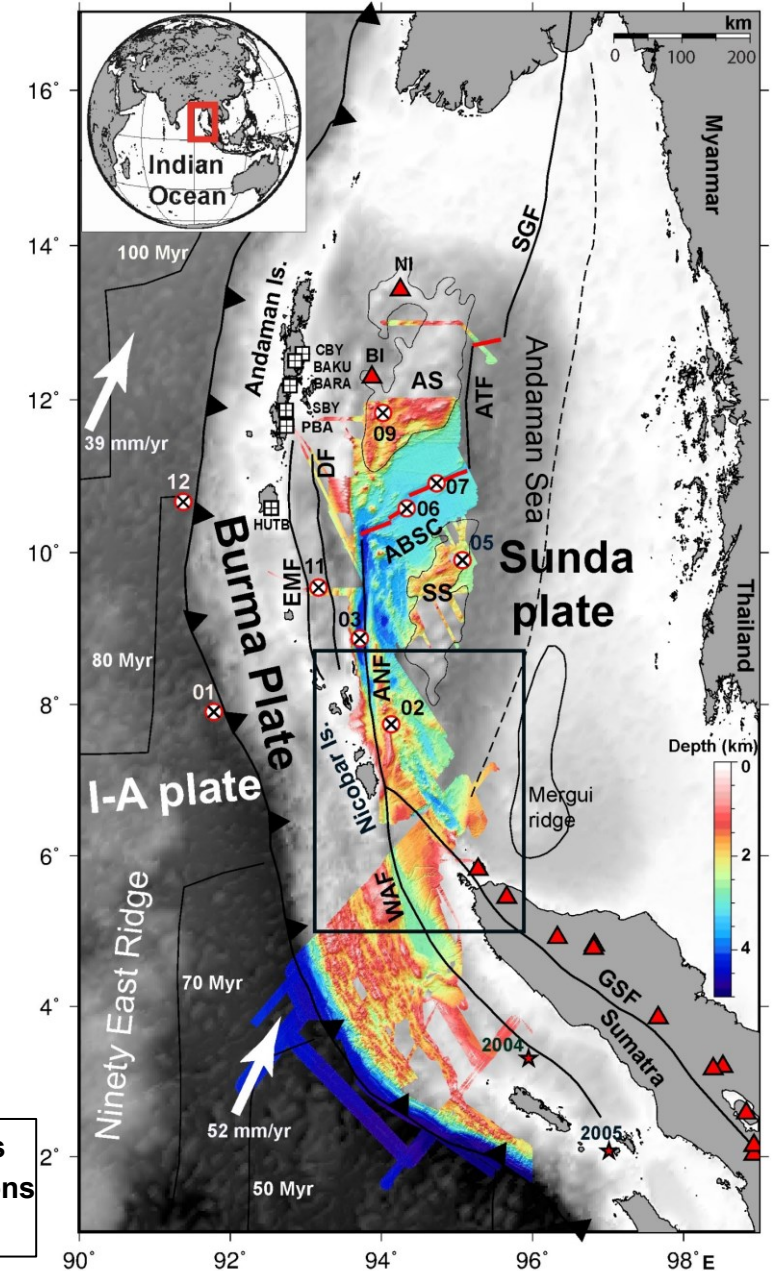 km
0 100 200
16°
14°
12°
10°
8°
6°
4°
2°
90°
92°
94°
96°
98° E
Indian
Ocean
Myanmar
Thailand
100 Myr
39 mm/yr
80 Myr
70 Myr
50 Myr
52 mm/yr
Andaman Is.
NI
BI
CBY
BAKU
BARA
SBY
PBA
HUTB
SGF
ATF
AS
09
DF
07
06
ABSC
05
SS
12
11
EMF
03
ANF
02
01
Andaman Sea
Sunda
plate
Burma Plate
I-A plate
Nicobar Is.
Mergui
ridge
Depth (km)
0
2
4
WAF
GSF
Sumatra
2004
2005
Ninety East Ridge
s
ons